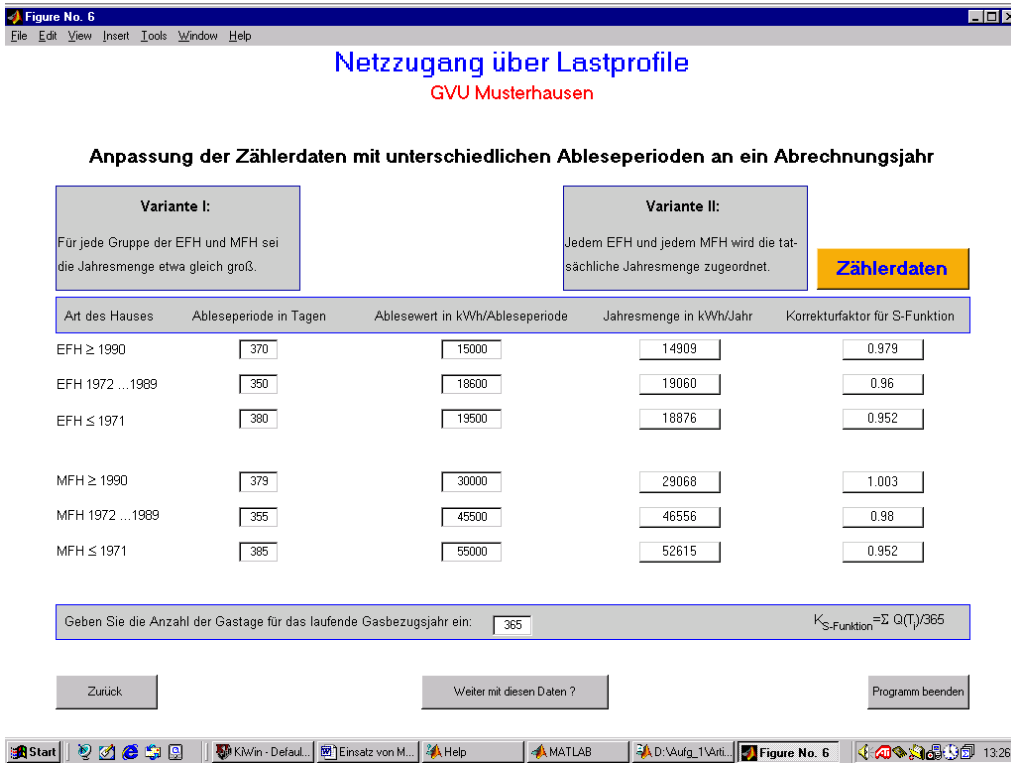 Figure No. 6
File Edit View Insert Tools Window Help
Netzzugang über Lastprofile
GVU Musterhausen
Anpassung der Zählerdaten mit unterschiedlichen Ableseperioden an ein Abrechnungsjahr
Variante I:
Für jede Gruppe der EFH und MFH sei
die Jahresmenge etwa gleich groß.
Variante II:
Jedem EFH und jedem MFH wird die tat-
sächliche Jahresmenge zugeordnet.
Zählerdaten
Art des Hauses Ableseperiode in Tagen Ablesewert in kWh/Ableseperiode Jahresmenge in kWh/Jahr Korrekturfaktor für S-Funktion
EFH ≥ 1990 370 15000 14909 0.979
EFH 1972 ...1989 350 18600 19060 0.96
EFH ≤ 1971 380 19500 18876 0.952
MFH ≥ 1990 379 30000 29068 1.003
MFH 1972 ...1989 355 45500 46556 0.98
MFH ≤ 1971 385 55000 52615 0.952
Geben Sie die Anzahl der Gastage für das laufende Gasbezugsjahr ein: 365 K_S-Funktion=Σ Q(T_i)/365
Zurück Weiter mit diesen Daten ? Programm beenden
Start KiWin - Defaul... Einsatz von M... Help MATLAB D:\Aufg_1\Arti... Figure No. 6 13:26